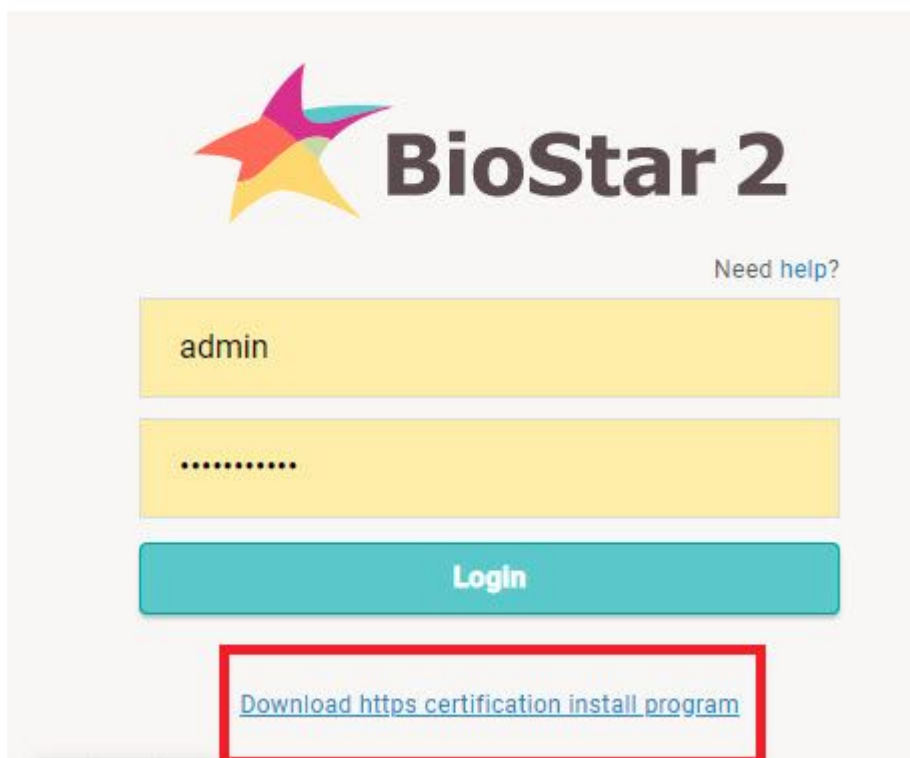 BioStar 2
Need help?
admin
•••••••••••
Login
Download https certification install program